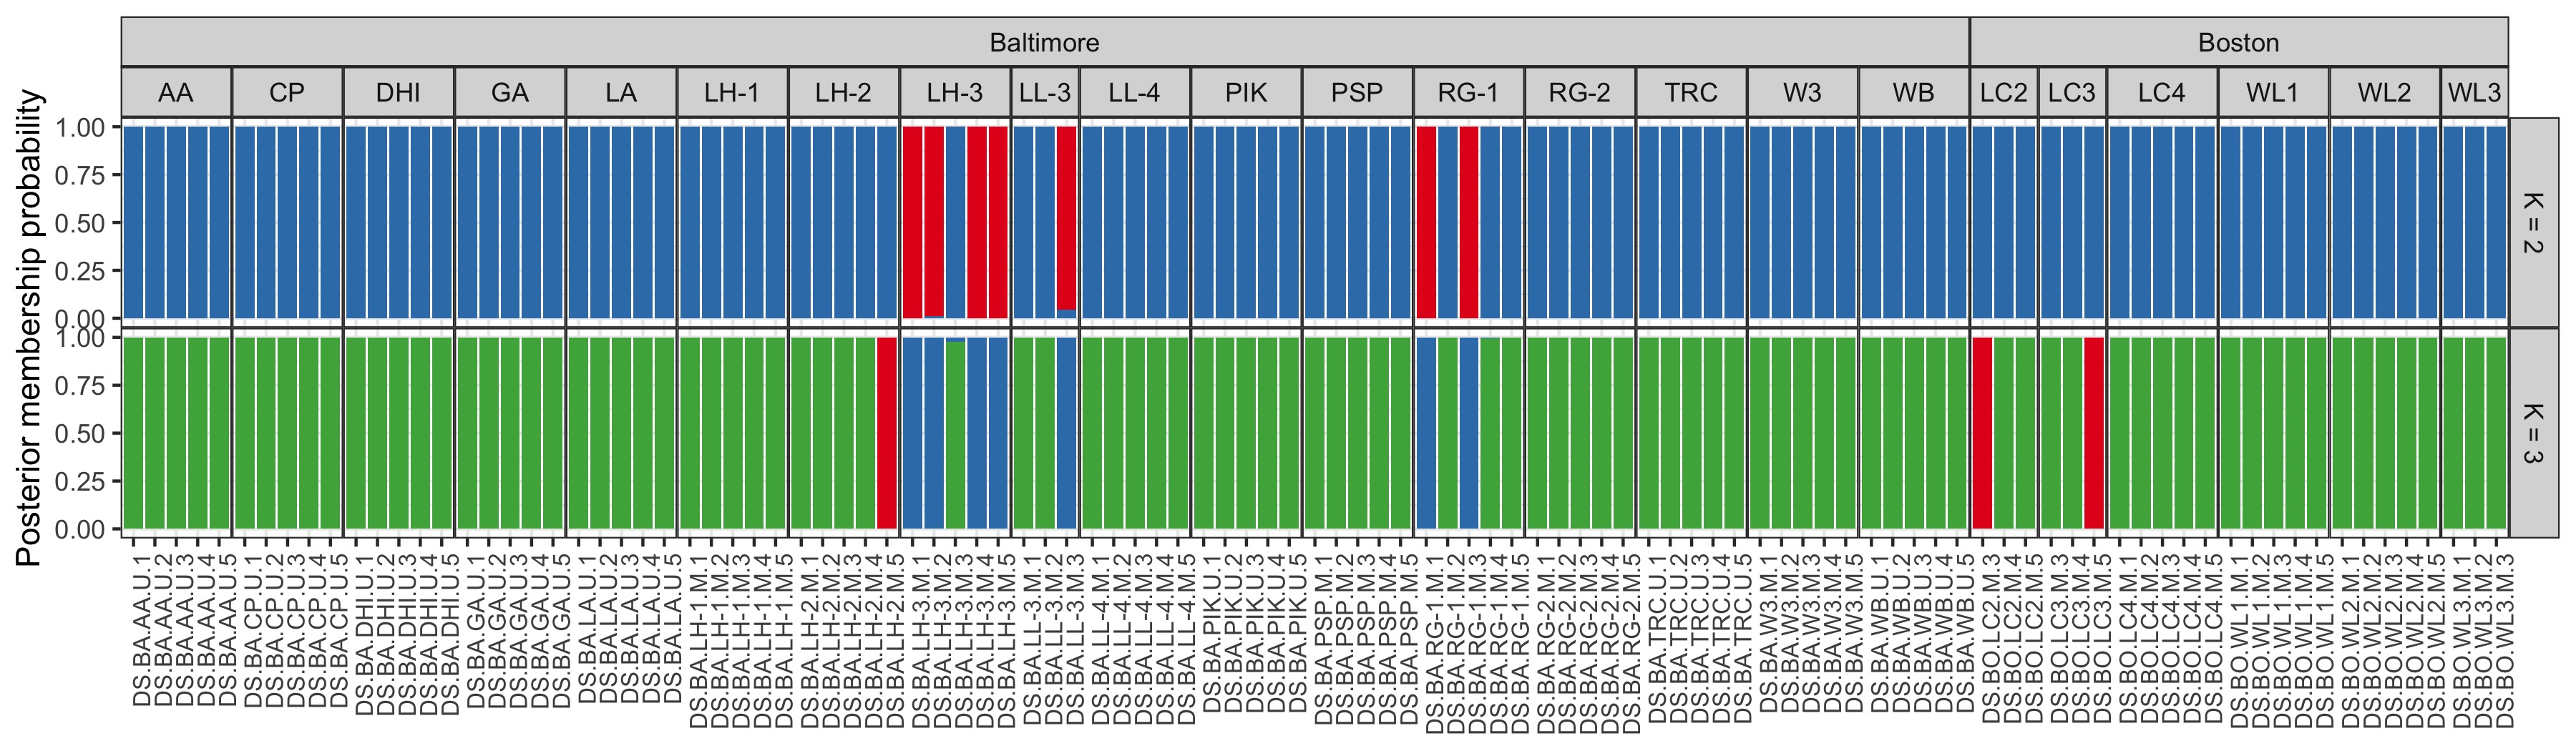 Baltimore
Boston
AA
CP
DHI
GA
LA
LH-1
LH-2
LH-3
LL-3
LL-4
PIK
PSP
RG-1
RG-2
TRC
W3
WB
LC2
LC3
LC4
WL1
WL2
WL3
Posterior membership probability
1.00
0.75
0.50
0.25
0.00
K = 2
1.00
0.75
0.50
0.25
0.00
K = 3
DS.BA.AA.U.1
DS.BA.AA.U.2
DS.BA.AA.U.3
DS.BA.AA.U.4
DS.BA.AA.U.5
DS.BA.CP.U.1
DS.BA.CP.U.2
DS.BA.CP.U.3
DS.BA.CP.U.4
DS.BA.CP.U.5
DS.BA.DHI.U.1
DS.BA.DHI.U.2
DS.BA.DHI.U.3
DS.BA.DHI.U.4
DS.BA.DHI.U.5
DS.BA.GA.U.1
DS.BA.GA.U.2
DS.BA.GA.U.3
DS.BA.GA.U.4
DS.BA.GA.U.5
DS.BA.LA.U.1
DS.BA.LA.U.2
DS.BA.LA.U.3
DS.BA.LA.U.4
DS.BA.LA.U.5
DS.BA.LH-1.M.1
DS.BA.LH-1.M.2
DS.BA.LH-1.M.3
DS.BA.LH-1.M.4
DS.BA.LH-1.M.5
DS.BA.LH-2.M.1
DS.BA.LH-2.M.2
DS.BA.LH-2.M.3
DS.BA.LH-2.M.4
DS.BA.LH-2.M.5
DS.BA.LH-3.M.1
DS.BA.LH-3.M.2
DS.BA.LH-3.M.3
DS.BA.LH-3.M.4
DS.BA.LH-3.M.5
DS.BA.LL-3.M.1
DS.BA.LL-3.M.2
DS.BA.LL-3.M.3
DS.BA.LL-4.M.1
DS.BA.LL-4.M.2
DS.BA.LL-4.M.3
DS.BA.LL-4.M.4
DS.BA.LL-4.M.5
DS.BA.PIK.U.1
DS.BA.PIK.U.2
DS.BA.PIK.U.3
DS.BA.PIK.U.4
DS.BA.PIK.U.5
DS.BA.PSP.M.1
DS.BA.PSP.M.2
DS.BA.PSP.M.3
DS.BA.PSP.M.4
DS.BA.PSP.M.5
DS.BA.RG-1.M.1
DS.BA.RG-1.M.2
DS.BA.RG-1.M.3
DS.BA.RG-1.M.4
DS.BA.RG-1.M.5
DS.BA.RG-2.M.1
DS.BA.RG-2.M.2
DS.BA.RG-2.M.3
DS.BA.RG-2.M.4
DS.BA.RG-2.M.5
DS.BA.TRC.U.1
DS.BA.TRC.U.2
DS.BA.TRC.U.3
DS.BA.TRC.U.4
DS.BA.TRC.U.5
DS.BA.W3.M.1
DS.BA.W3.M.2
DS.BA.W3.M.3
DS.BA.W3.M.4
DS.BA.W3.M.5
DS.BA.WB.U.1
DS.BA.WB.U.2
DS.BA.WB.U.3
DS.BA.WB.U.4
DS.BA.WB.U.5
DS.BO.LC2.M.3
DS.BO.LC2.M.4
DS.BO.LC2.M.5
DS.BO.LC3.M.3
DS.BO.LC3.M.4
DS.BO.LC3.M.5
DS.BO.LC4.M.1
DS.BO.LC4.M.2
DS.BO.LC4.M.3
DS.BO.LC4.M.4
DS.BO.LC4.M.5
DS.BO.WL1.M.1
DS.BO.WL1.M.2
DS.BO.WL1.M.3
DS.BO.WL1.M.4
DS.BO.WL1.M.5
DS.BO.WL2.M.1
DS.BO.WL2.M.2
DS.BO.WL2.M.3
DS.BO.WL2.M.4
DS.BO.WL2.M.5
DS.BO.WL3.M.1
DS.BO.WL3.M.2
DS.BO.WL3.M.3